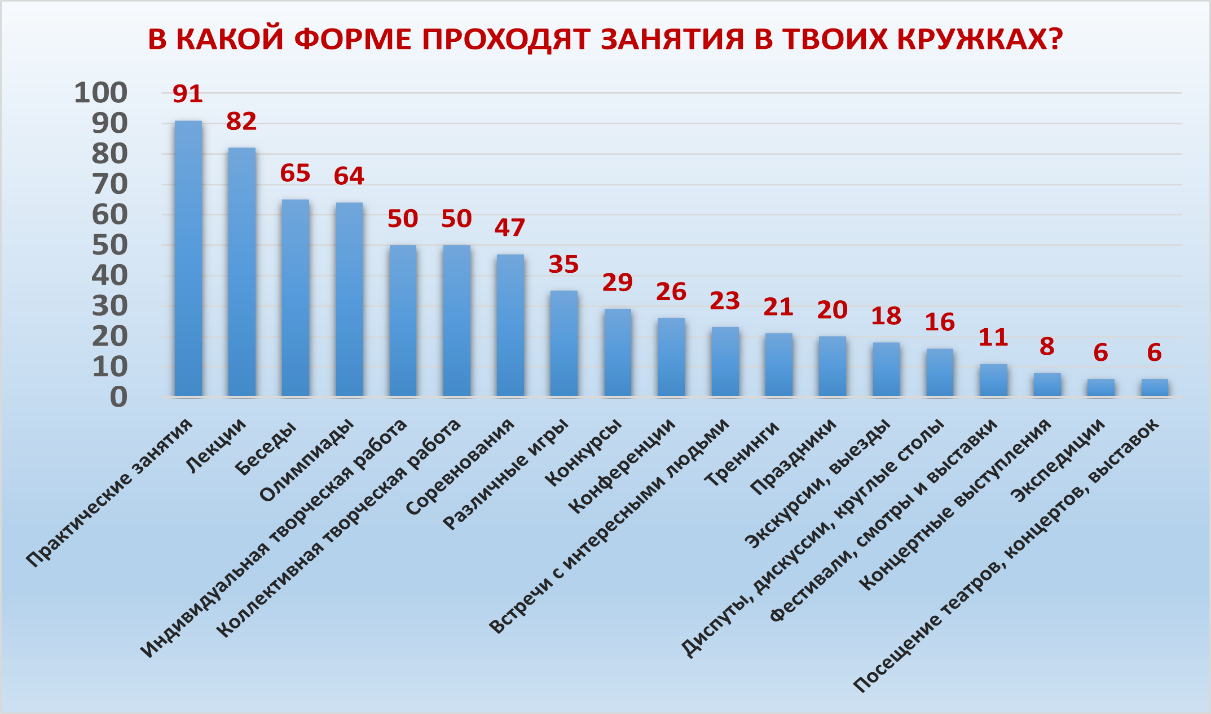 В КАКОЙ ФОРМЕ ПРОХОДЯТ ЗАНЯТИЯ В ТВОИХ КРУЖКАХ?
100
90
80
70
60
50
40
30
20
10
0
91
82
65
64
50
50
47
35
29
26
23
21
20
18
16
11
8
6
6
Практические занятия
Лекции
Беседы
Олимпиады
Индивидуальная творческая работа
Коллективная творческая работа
Соревнования
Различные игры
Конкурсы
Конференции
Встречи с интересными людьми
Тренинги
Праздники
Экскурсии, выезды
Диспуты, дискуссии, круглые столы
Фестивали, смотры и выставки
Концертные выступления
Экспедиции
Посещение театров, концертов, выставок